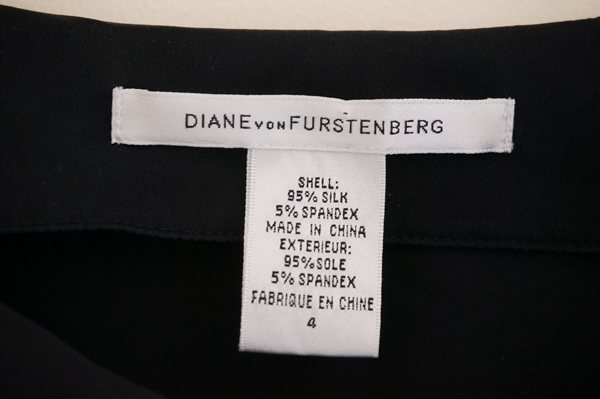 DIANE VON FURSTENBERG
SHELL:
95% SILK
5% SPANDEX
MADE IN CHINA
EXTERIEUR:
95% SOLE
5% SPANDEX
FABRIQUE EN CHINE
4